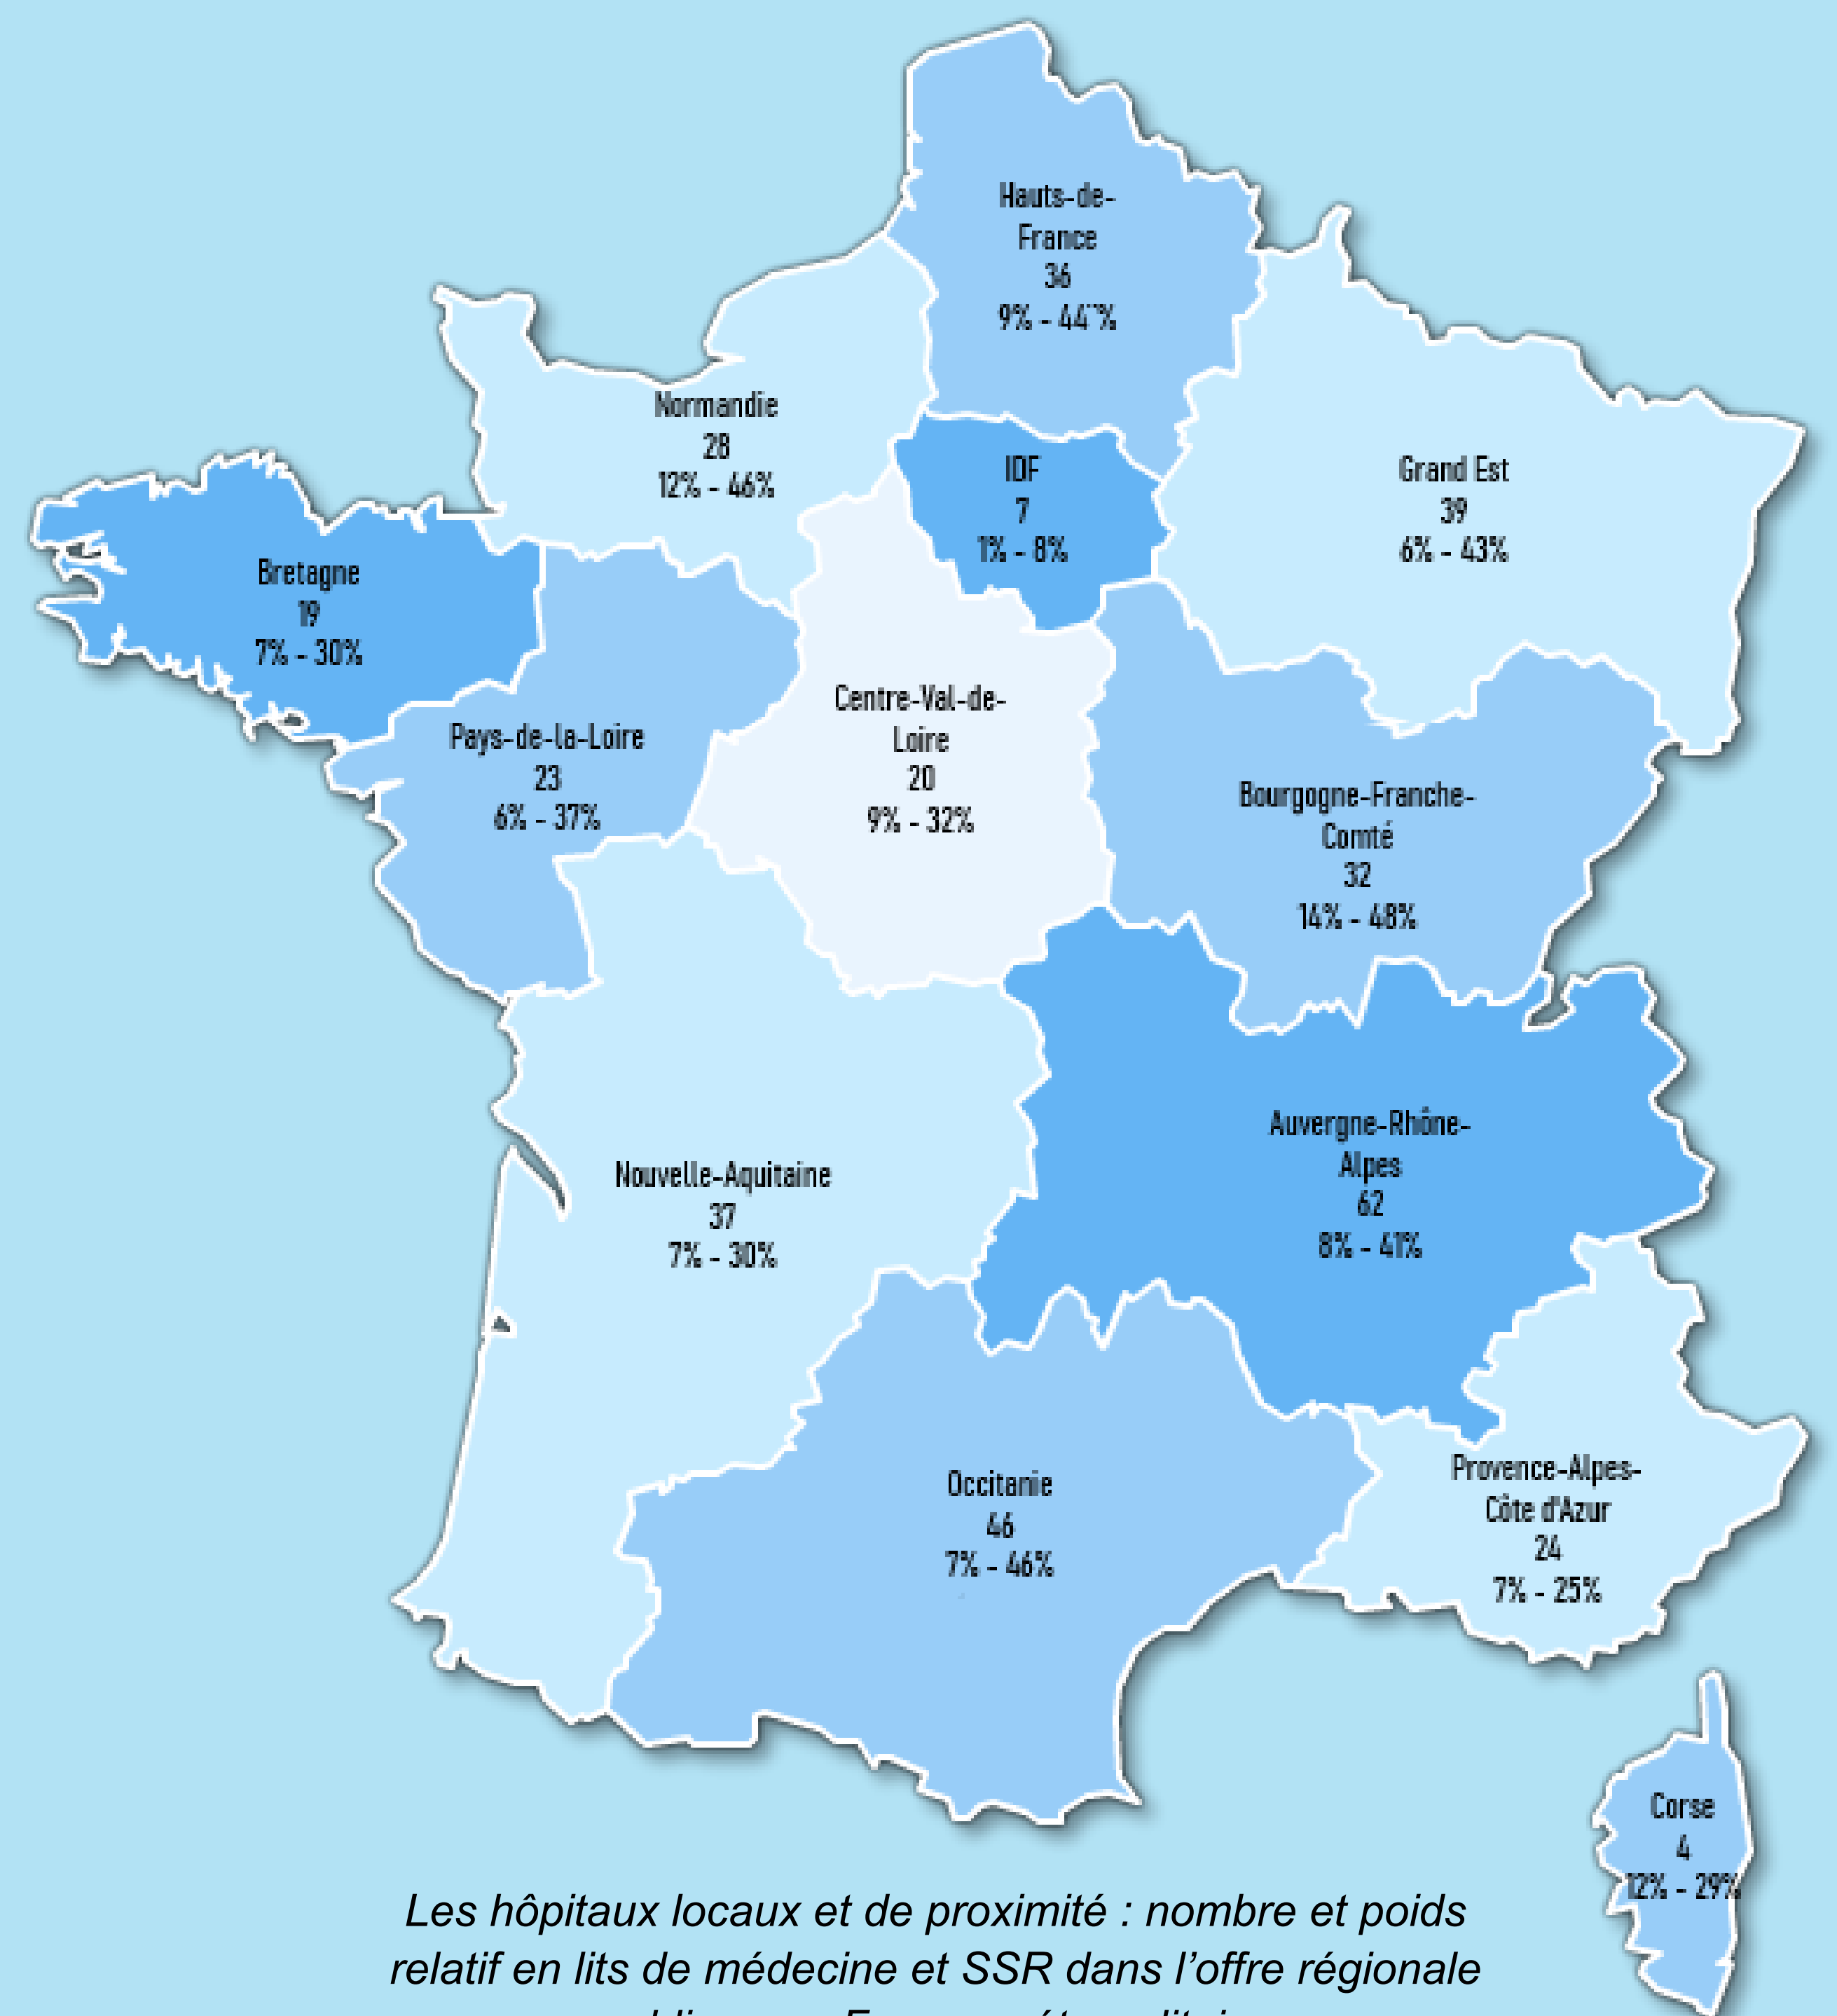 Hauts-de-
France
36
9% - 44¨%
Normandie
28
12% - 46%
IDF
7
1% - 8%
Grand Est
39
6% - 43%
Bretagne
19
7% - 30%
Pays-de-la-Loire
23
6% - 37%
Centre-Val-de-
Loire
20
9% - 32%
Bourgogne-Franche-
Comté
32
14% - 48%
Nouvelle-Aquitaine
37
7% - 30%
Auvergne-Rhône-
Alpes
62
8% - 41%
Occitanie
46
7% - 46%
Provence-Alpes-
Côte d'Azur
24
7% - 25%
Corse
4
12% - 29%
Les hôpitaux locaux et de proximité : nombre et poids
relatif en lits de médecine et SSR dans l’offre régionale